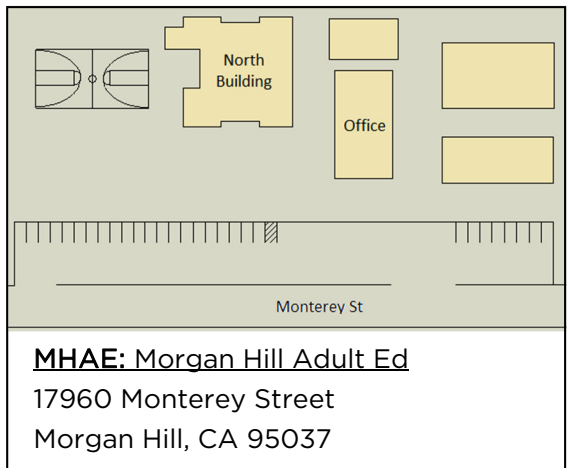 North
Building
Office
Monterey St
MHAE: Morgan Hill Adult Ed
17960 Monterey Street
Morgan Hill, CA 95037